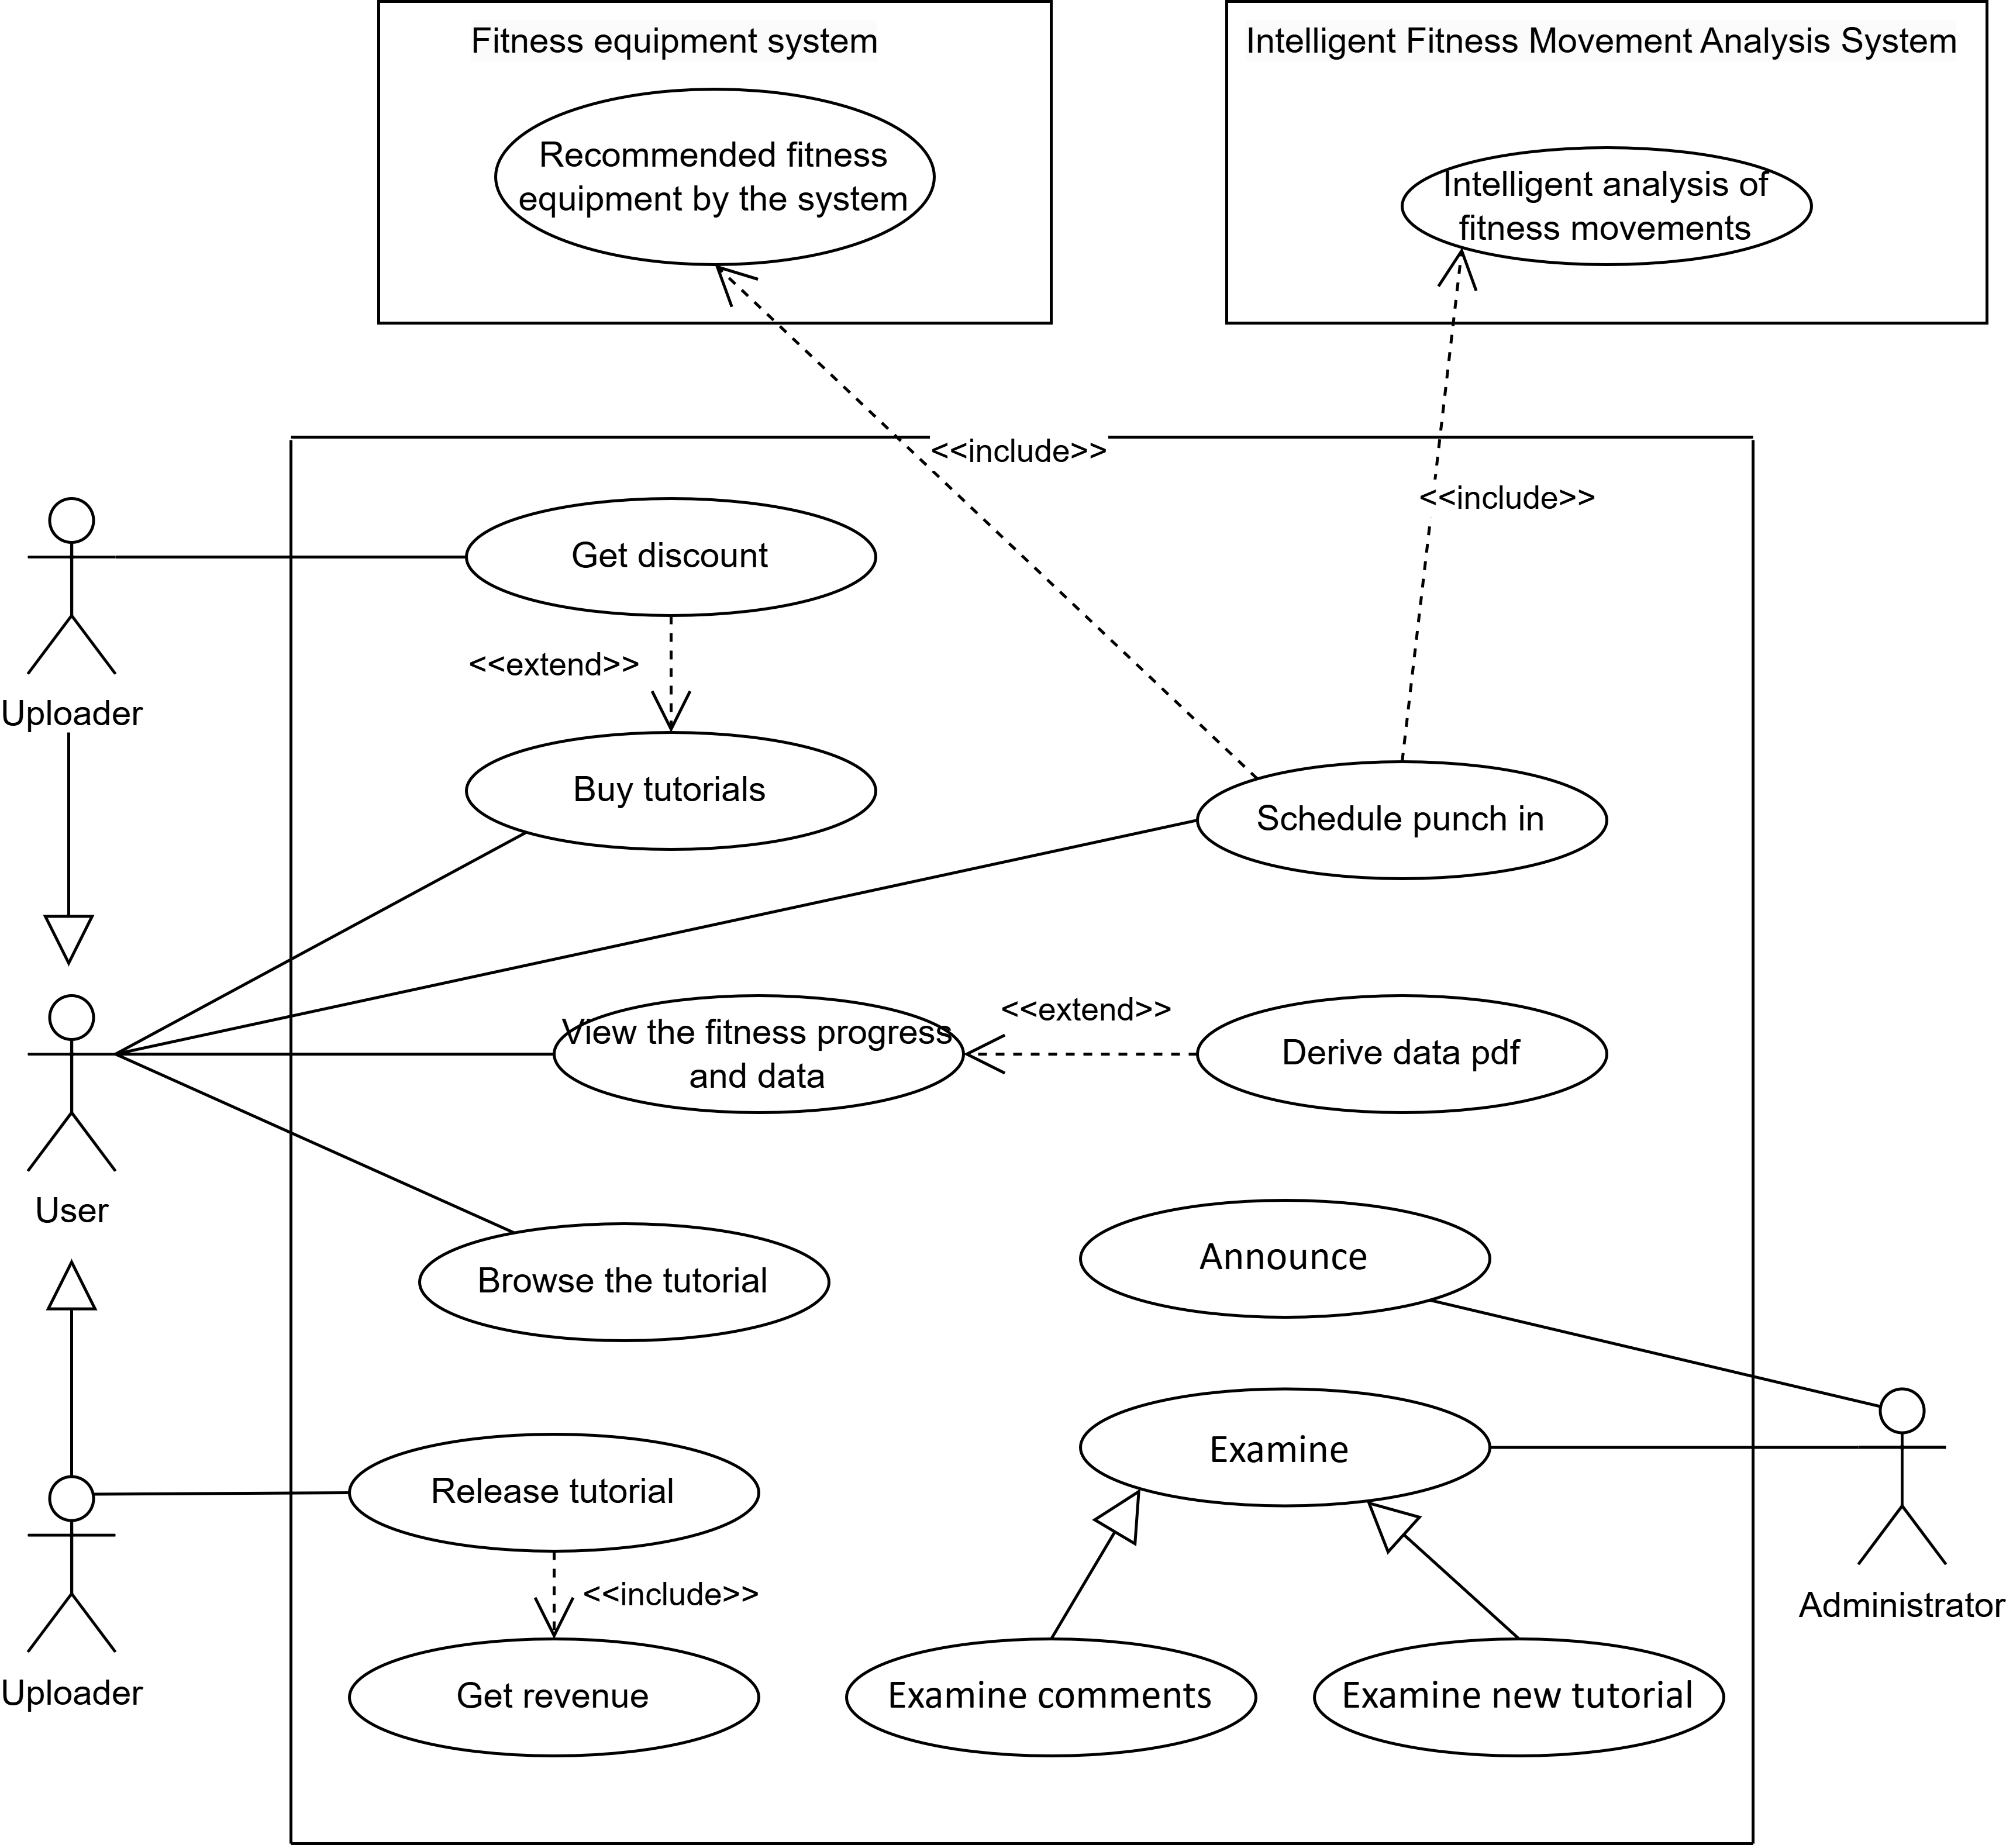 Fitness equipment system
Intelligent Fitness Movement Analysis System
Recommended fitness
equipment by the system
Intelligent analysis of
fitness movements
<<include>>
<<include>>
Get discount
<<extend>>
Uploader
Buy tutorials
Schedule punch in
View the fitness progress
and data
<<extend>>
Derive data pdf
User
Browse the tutorial
Announce
Examine
Release tutorial
<<include>>
Administrator
Uploader
Get revenue
Examine comments
Examine new tutorial